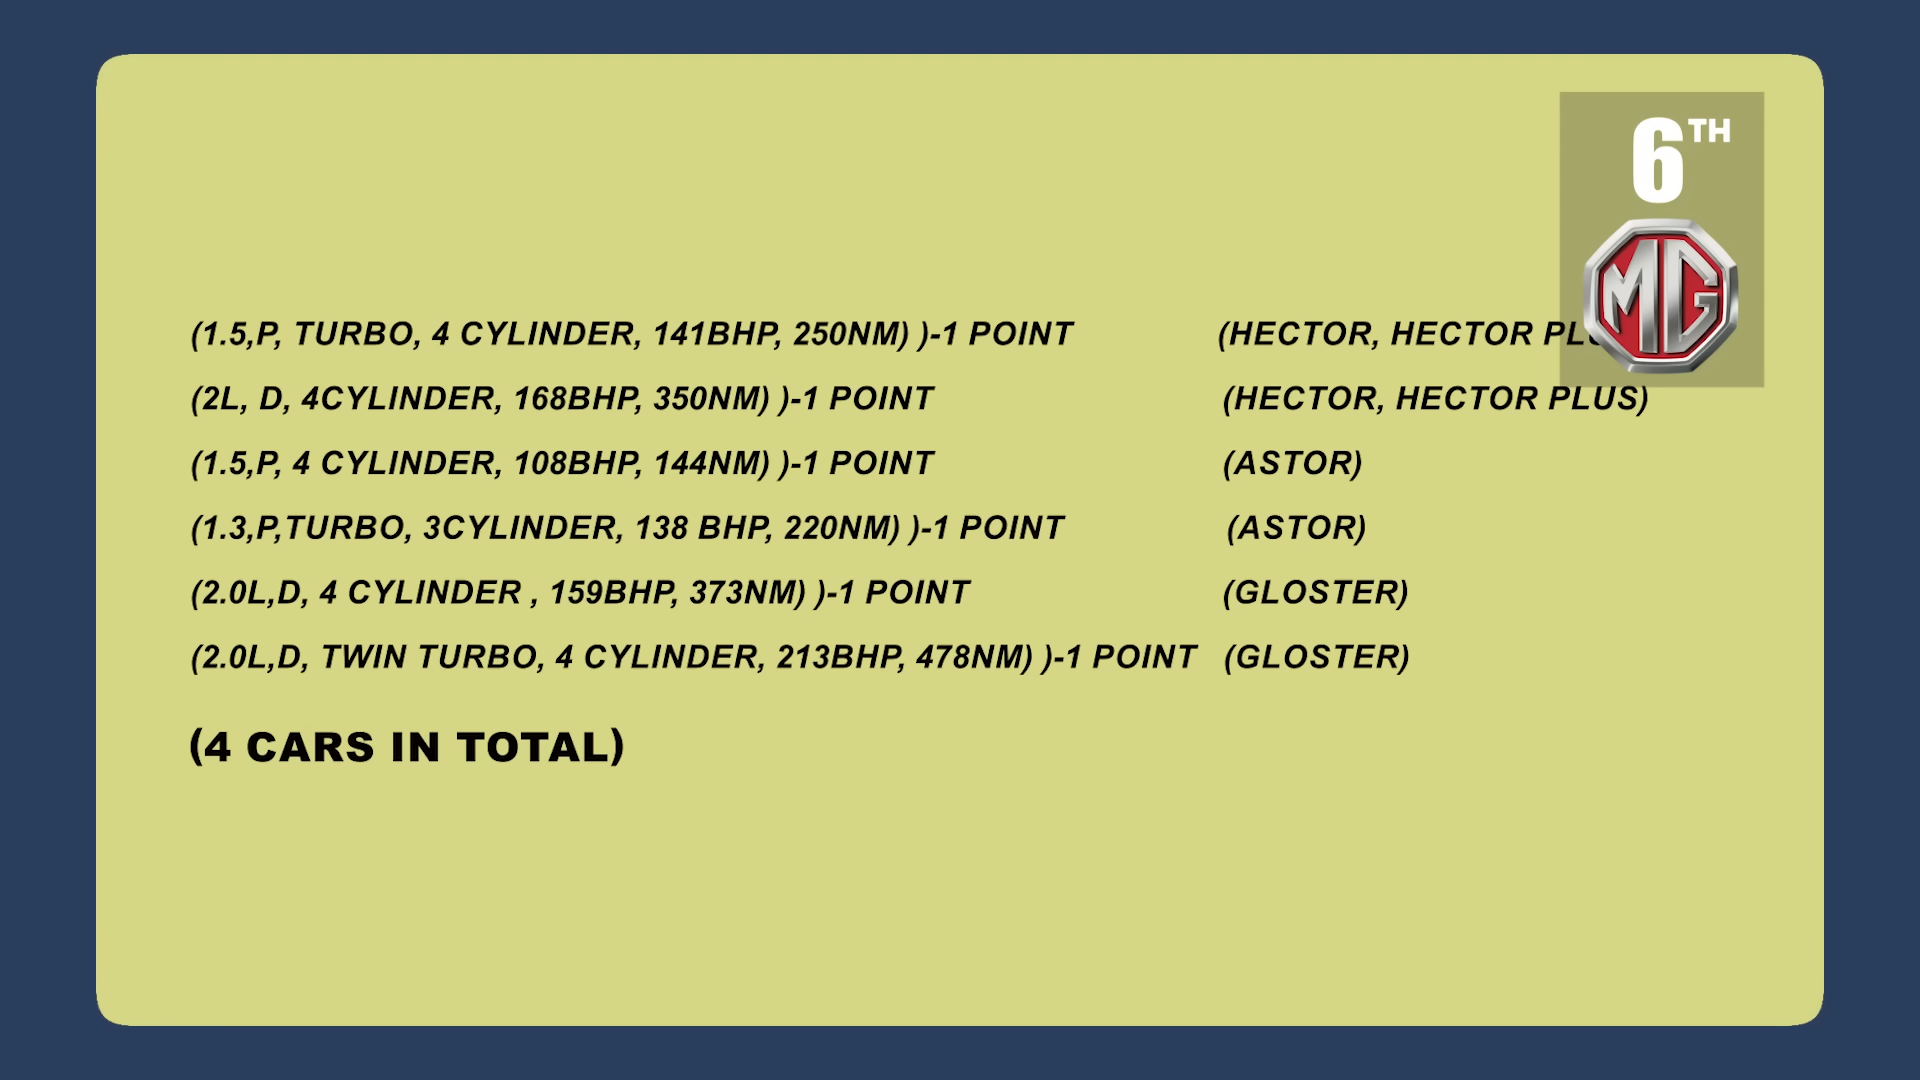 6TH
MG
(1.5,P, TURBO, 4 CYLINDER, 141BHP, 250NM) )-1 POINT (HECTOR, HECTOR
(2L, D, 4CYLINDER, 168BHP, 350NM) )-1 POINT (HECTOR, HECTOR PLUS)
(1.5,P, 4 CYLINDER, 108BHP, 144NM) )-1 POINT (ASTOR)
(1.3,P,TURBO, 3CYLINDER, 138 BHP, 220NM) )-1 POINT (ASTOR)
(2.0L,D, 4 CYLINDER , 159BHP, 373NM) )-1 POINT (GLOSTER)
(2.0L,D, TWIN TURBO, 4 CYLINDER, 213BHP, 478NM) )-1 POINT (GLOSTER)
(4 CARS IN TOTAL)